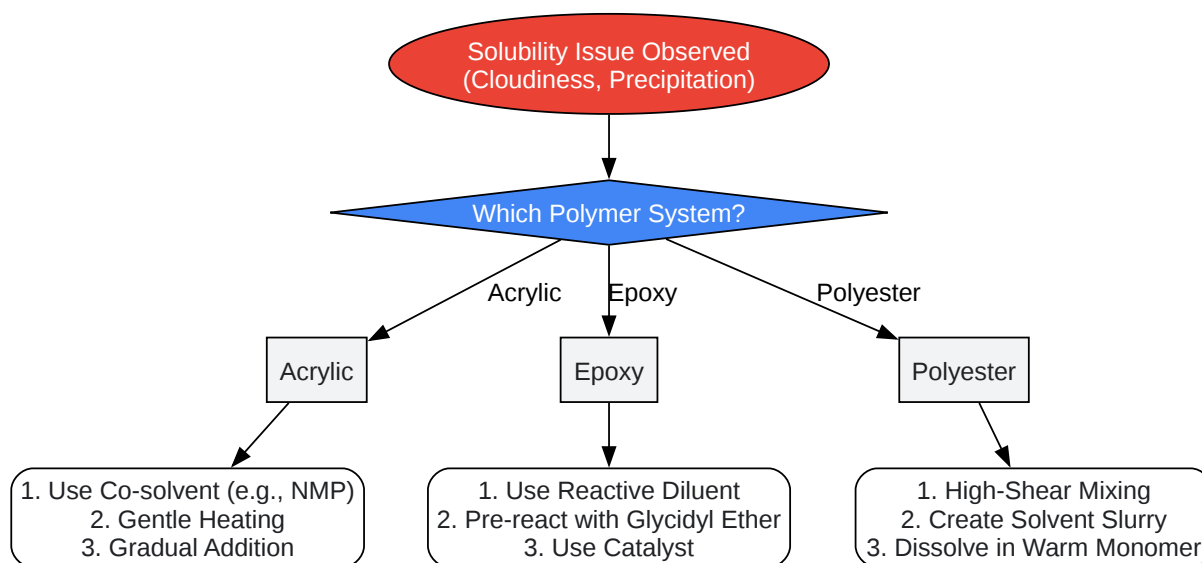 Solubility Issue Observed
(Cloudiness, Precipitation)
Which Polymer System?
Acrylic
Epoxy
Polyester
Acrylic
Epoxy
Polyester
1. Use Co-solvent (e.g., NMP)
2. Gentle Heating
3. Gradual Addition
1. Use Reactive Diluent
2. Pre-react with Glycidyl Ether
3. Use Catalyst
1. High-Shear Mixing
2. Create Solvent Slurry
3. Dissolve in Warm Monomer